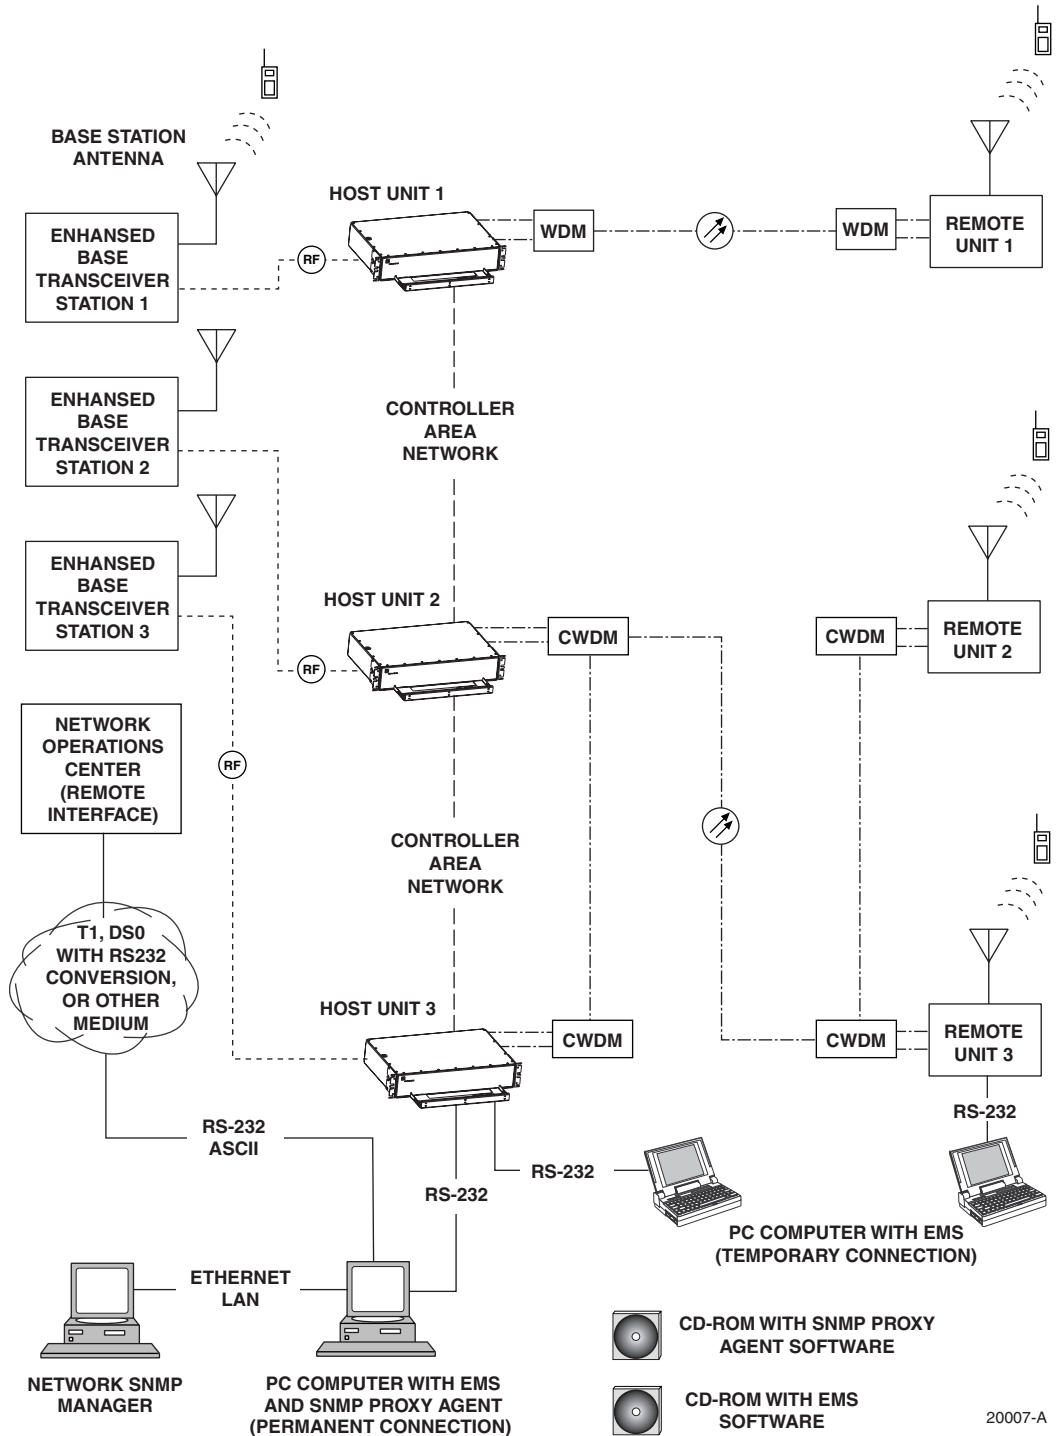 BASE STATION
ANTENNA
HOST UNIT 1
ENHANSED
BASE
TRANSCEIVER
STATION 1
RF
WDM
WDM
REMOTE
UNIT 1
ENHANSED
BASE
TRANSCEIVER
STATION 2
CONTROLLER
AREA
NETWORK
ENHANSED
BASE
TRANSCEIVER
STATION 3
HOST UNIT 2
RF
CWDM
CWDM
REMOTE
UNIT 2
NETWORK
OPERATIONS
CENTER
(REMOTE
INTERFACE)
RF
CONTROLLER
AREA
NETWORK
T1, DS0
WITH RS232
CONVERSION,
OR OTHER
MEDIUM
HOST UNIT 3
CWDM
CWDM
REMOTE
UNIT 3
RS-232
ASCII
RS-232
RS-232
RS-232
PC COMPUTER WITH EMS
(TEMPORARY CONNECTION)
ETHERNET
LAN
NETWORK SNMP
MANAGER
PC COMPUTER WITH EMS
AND SNMP PROXY AGENT
(PERMANENT CONNECTION)
CD-ROM WITH SNMP PROXY
AGENT SOFTWARE
CD-ROM WITH EMS
SOFTWARE
20007-A